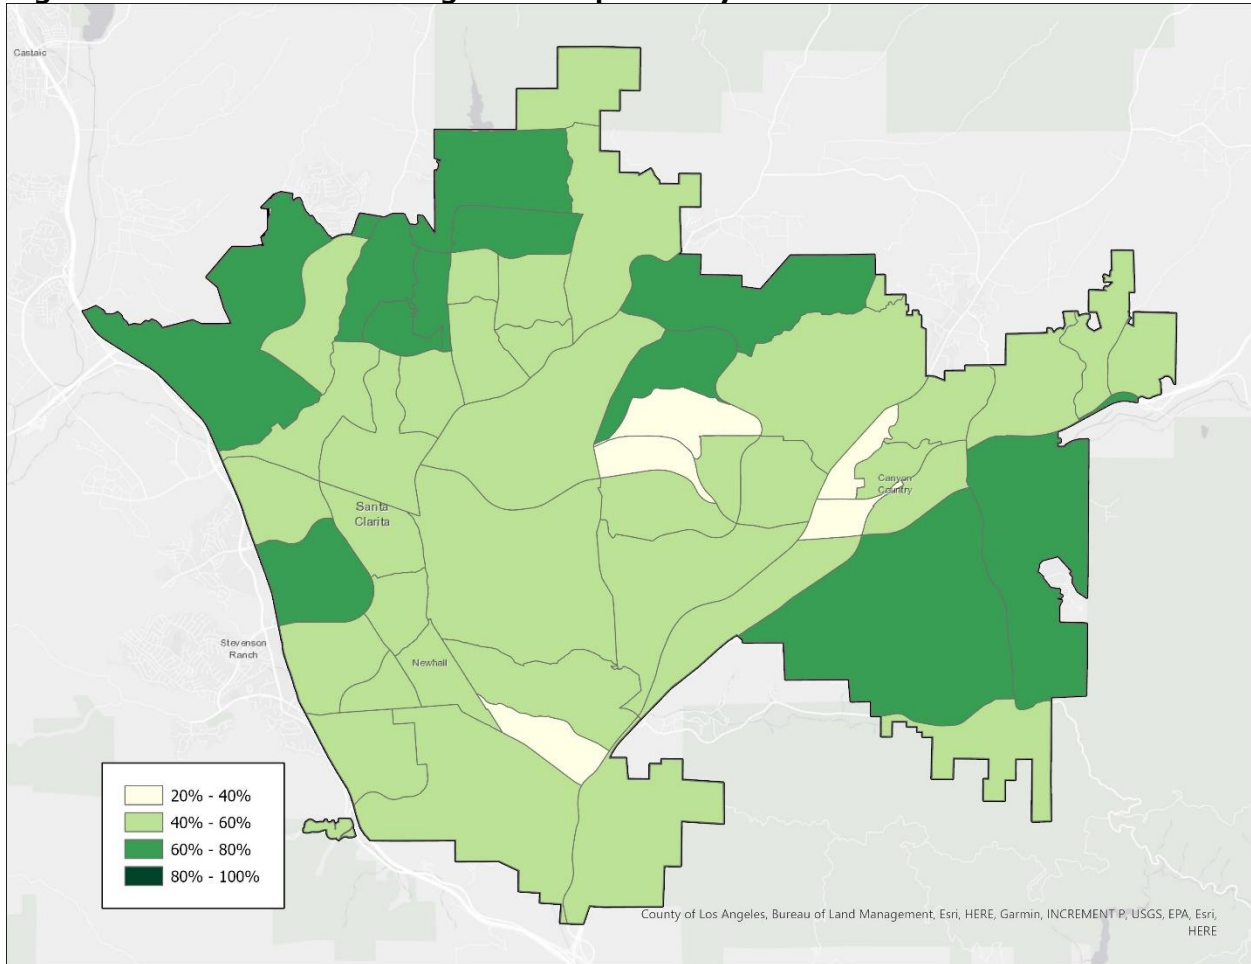 Castaic
Santa
Clarita
Canyon
Country
Stevenson
Ranch
Newhall
20% - 40%
40% - 60%
60% - 80%
80% - 100%
County of Los Angeles, Bureau of Land Management, Esri, HERE, Garmin, INCREMENT P, USGS, EPA, Esri,
HERE